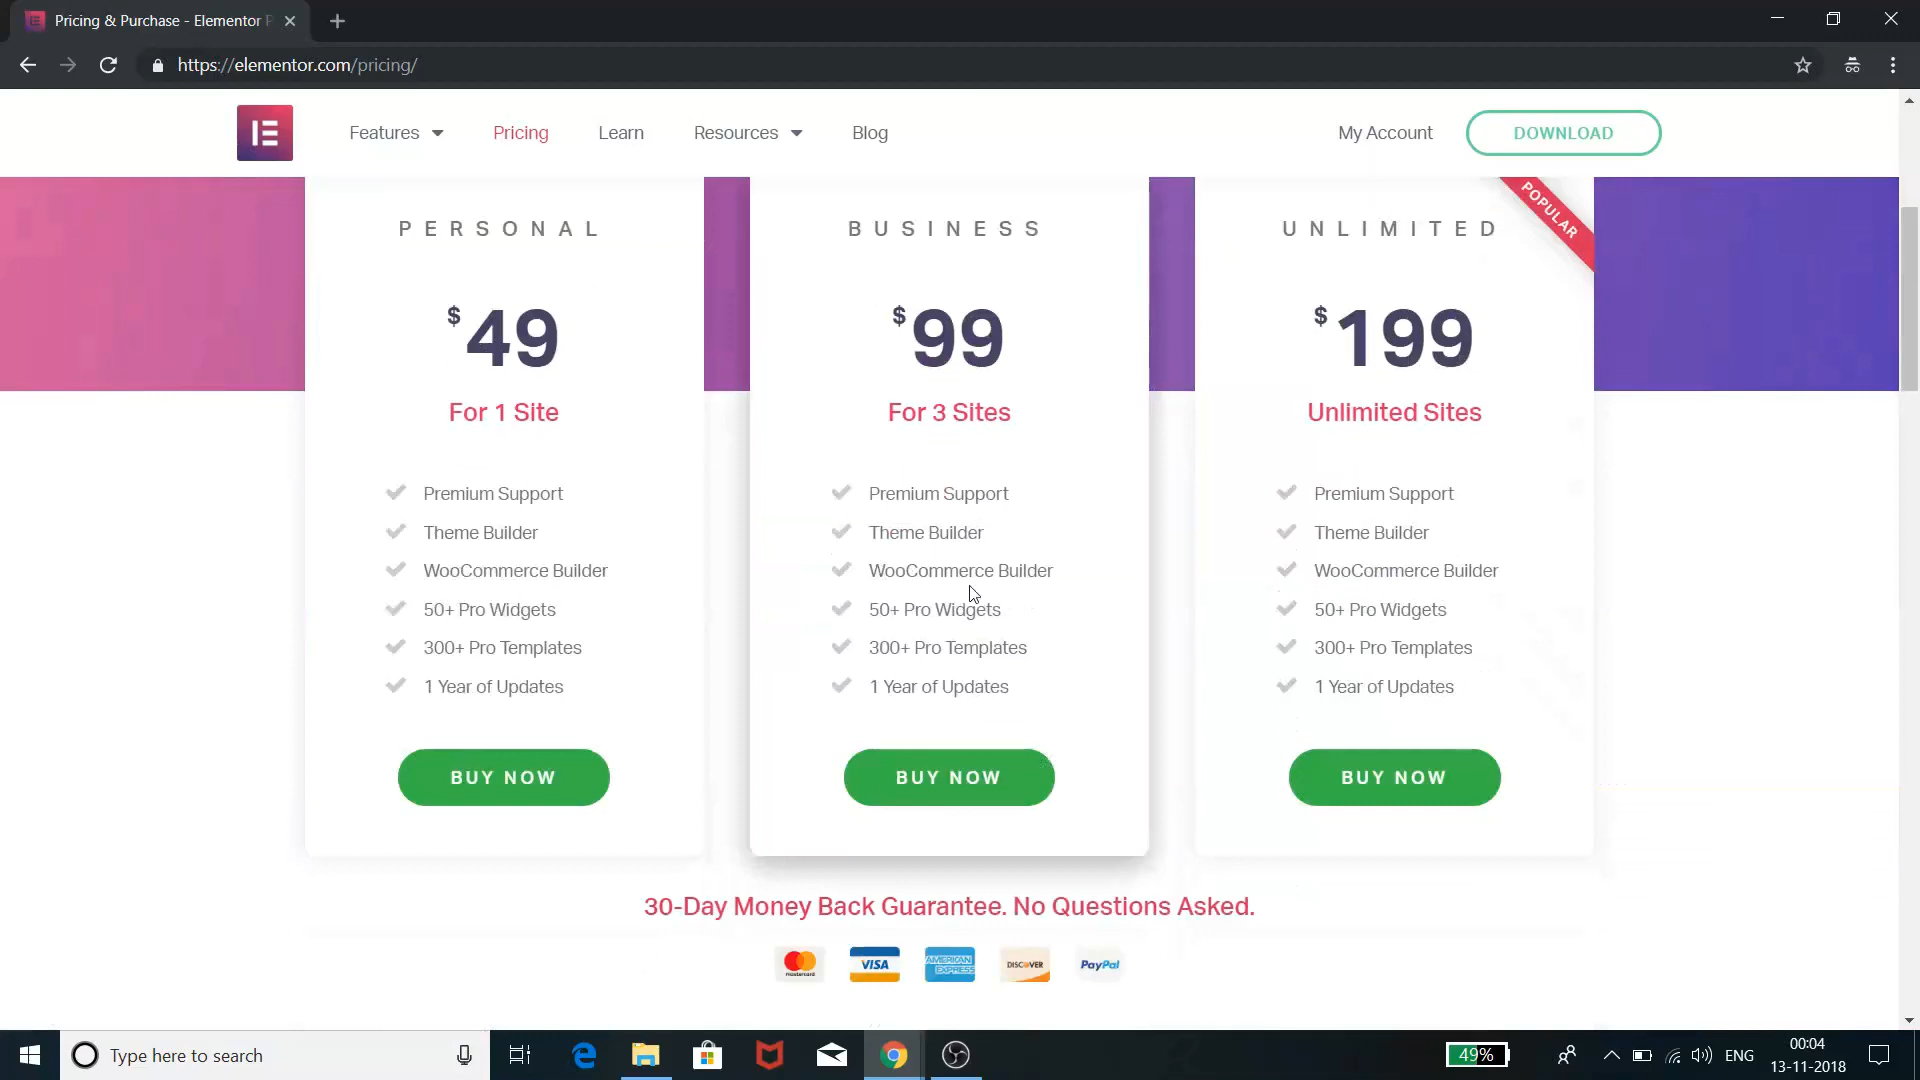 Pricing & Purchase - Elementor P
https://elementor.com/pricing/
Features Pricing Learn Resources Blog My Account DOWNLOAD
POPULAR
PERSONAL
$49
For 1 Site
Premium Support
Theme Builder
WooCommerce Builder
50+ Pro Widgets
300+ Pro Templates
1 Year of Updates
BUY NOW
BUSINESS
$99
For 3 Sites
Premium Support
Theme Builder
WooCommerce Builder
50+ Pro Widgets
300+ Pro Templates
1 Year of Updates
BUY NOW
UNLIMITED
$199
Unlimited Sites
Premium Support
Theme Builder
WooCommerce Builder
50+ Pro Widgets
300+ Pro Templates
1 Year of Updates
BUY NOW
30-Day Money Back Guarantee. No Questions Asked.
mastercard VISA AMERICAN EXPRESS DISCOVER PayPal
Type here to search
49%
ENG
00:04
13-11-2018